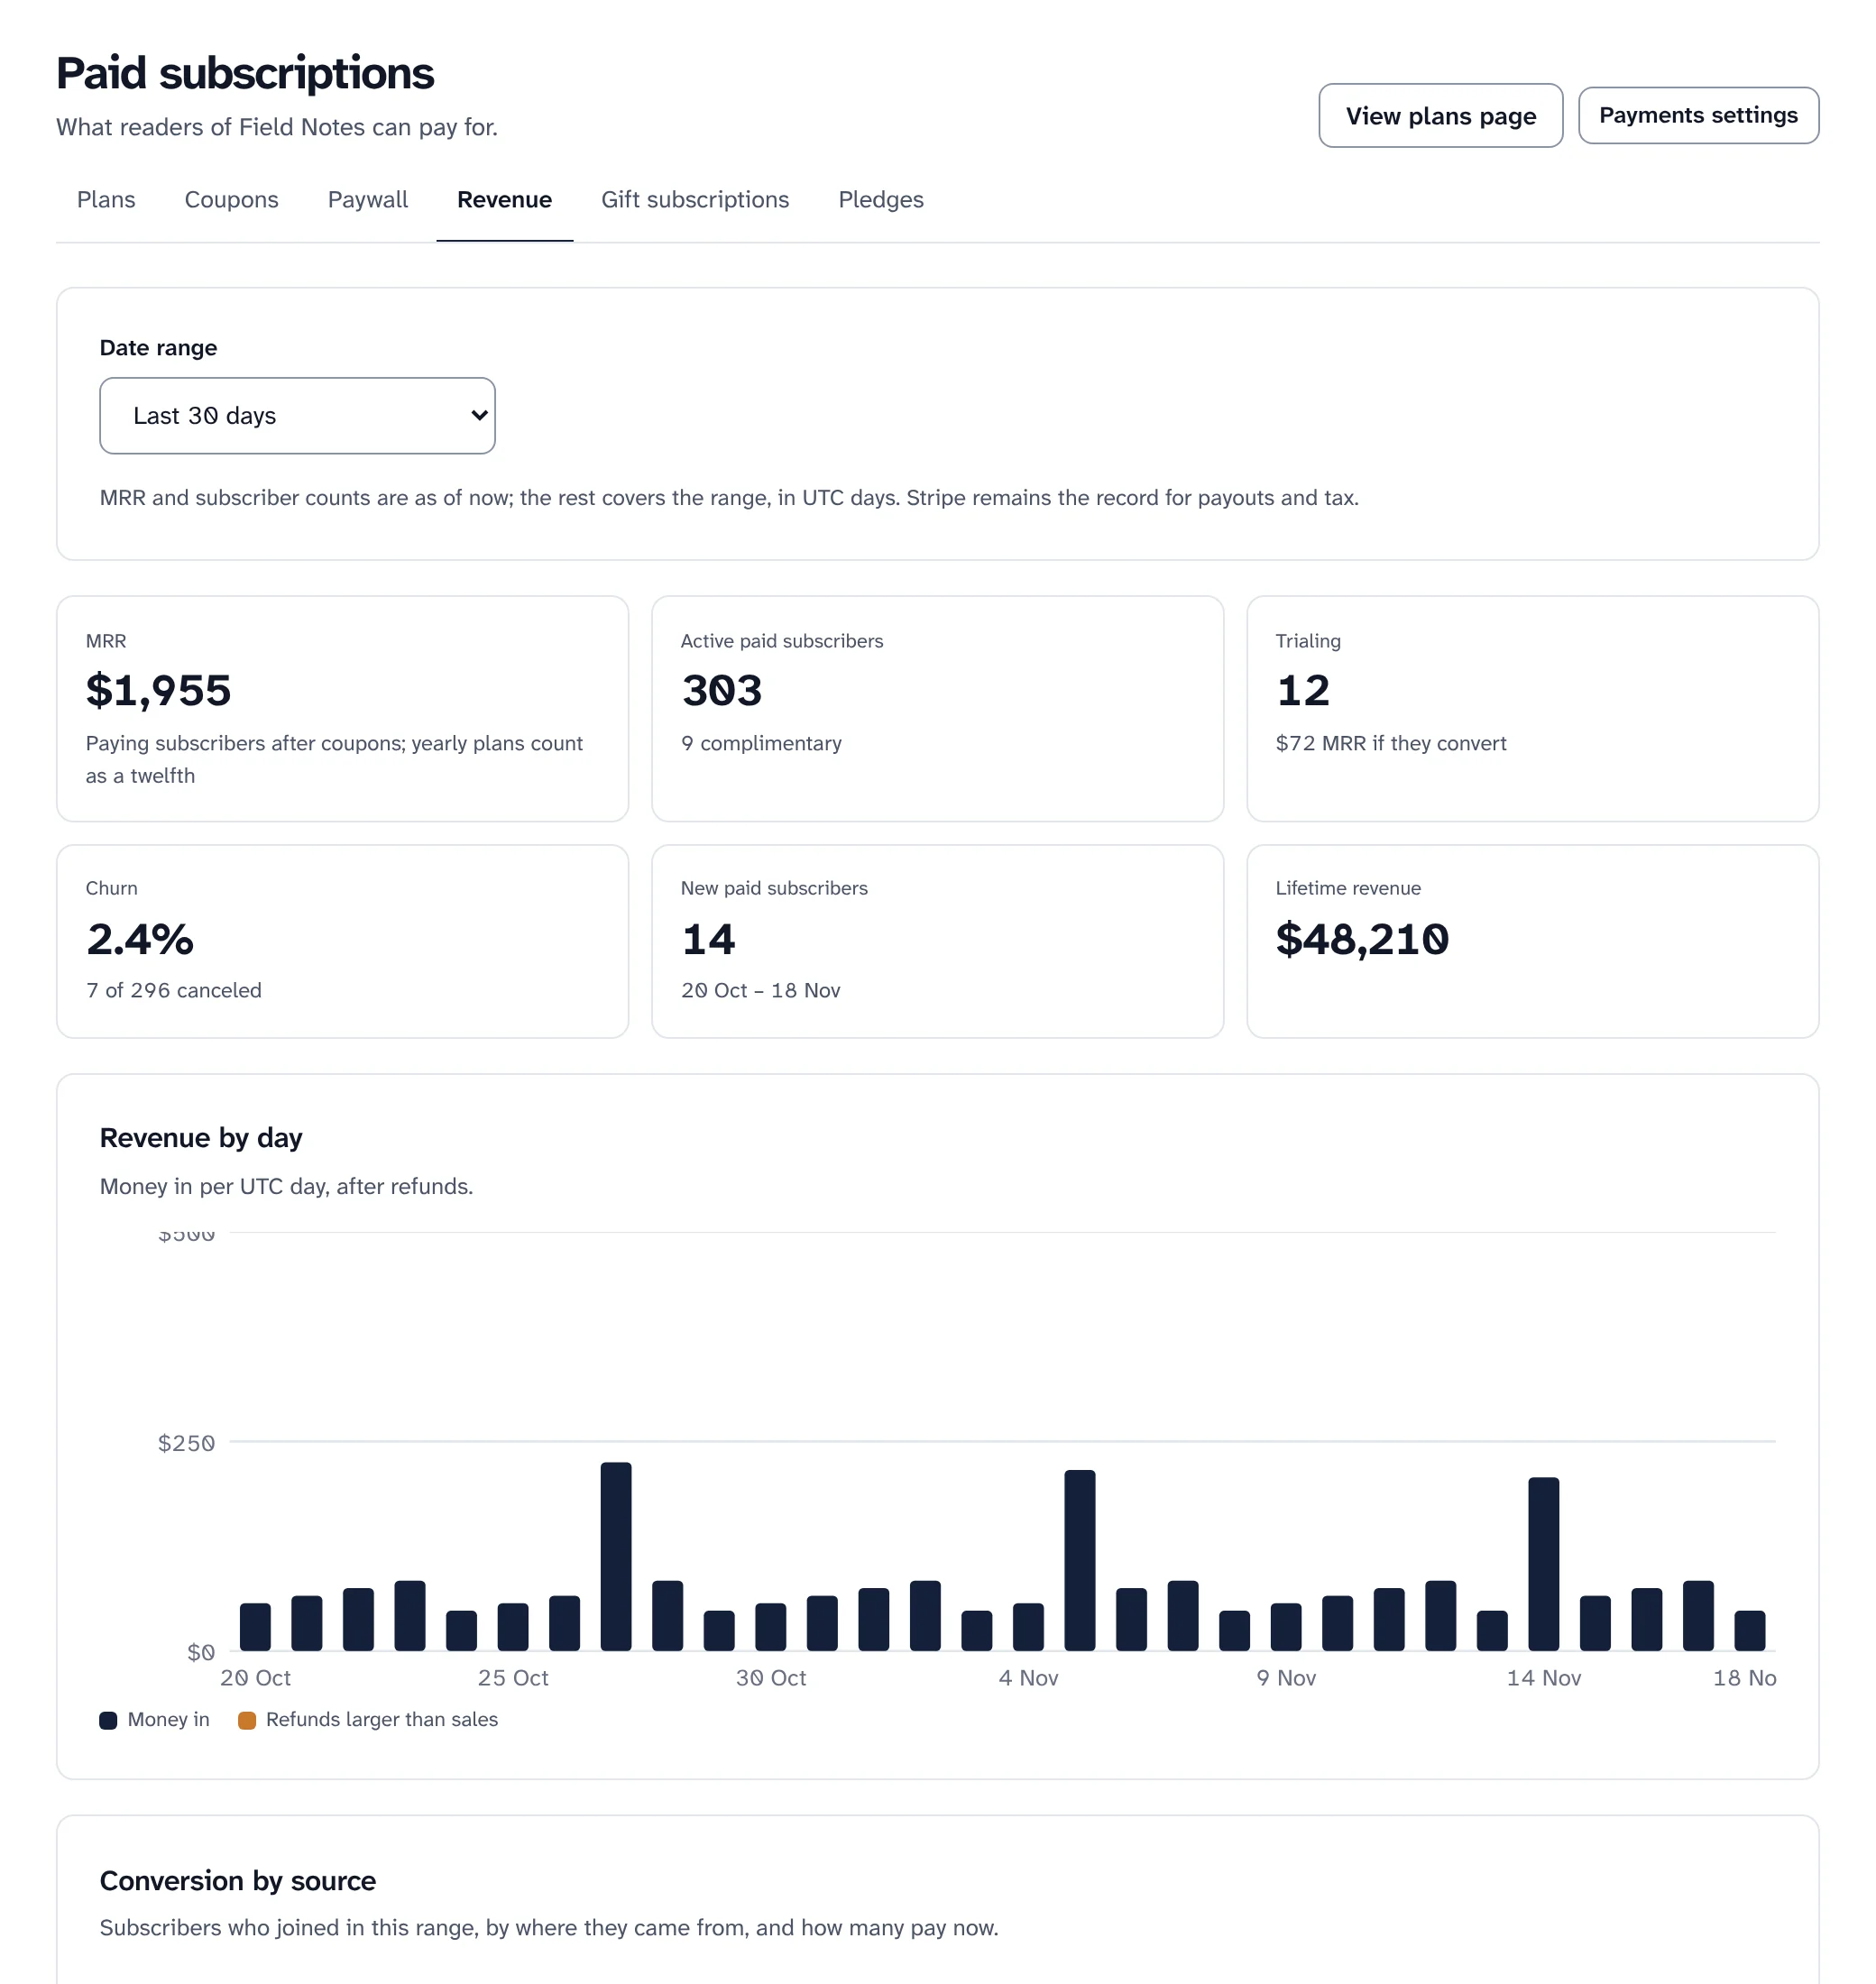 Paid subscriptions
What readers of Field Notes can pay for.
View plans page
Payments settings
Plans
Coupons
Paywall
Revenue
Gift subscriptions
Pledges
Date range
Last 30 days
MRR and subscriber counts are as of now; the rest covers the range, in UTC days. Stripe remains the record for payouts and tax.
MRR
$1,955
Paying subscribers after coupons; yearly plans count
as a twelfth
Active paid subscribers
303
9 complimentary
Trialing
12
$72 MRR if they convert
Churn
2.4%
7 of 296 canceled
New paid subscribers
14
20 Oct – 18 Nov
Lifetime revenue
$48,210
Revenue by day
Money in per UTC day, after refunds.
$500
$250
$0
20 Oct
25 Oct
30 Oct
4 Nov
9 Nov
14 Nov
18 No
Money in
Refunds larger than sales
Conversion by source
Subscribers who joined in this range, by where they came from, and how many pay now.